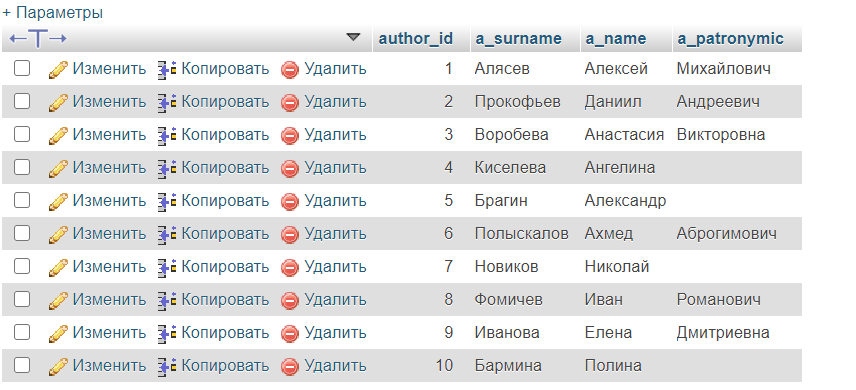 + Параметры
←T→ author_id a_surname a_name a_patronymic
Изменить Копировать Удалить 1 Алясев Алексей Михайлович
Изменить Копировать Удалить 2 Прокофьев Даниил Андреевич
Изменить Копировать Удалить 3 Воробева Анастасия Викторовна
Изменить Копировать Удалить 4 Киселева Ангелина
Изменить Копировать Удалить 5 Брагин Александр
Изменить Копировать Удалить 6 Полыскалов Ахмед Аброгимович
Изменить Копировать Удалить 7 Новиков Николай
Изменить Копировать Удалить 8 Фомичев Иван Романович
Изменить Копировать Удалить 9 Иванова Елена Дмитриевна
Изменить Копировать Удалить 10 Бармина Полина